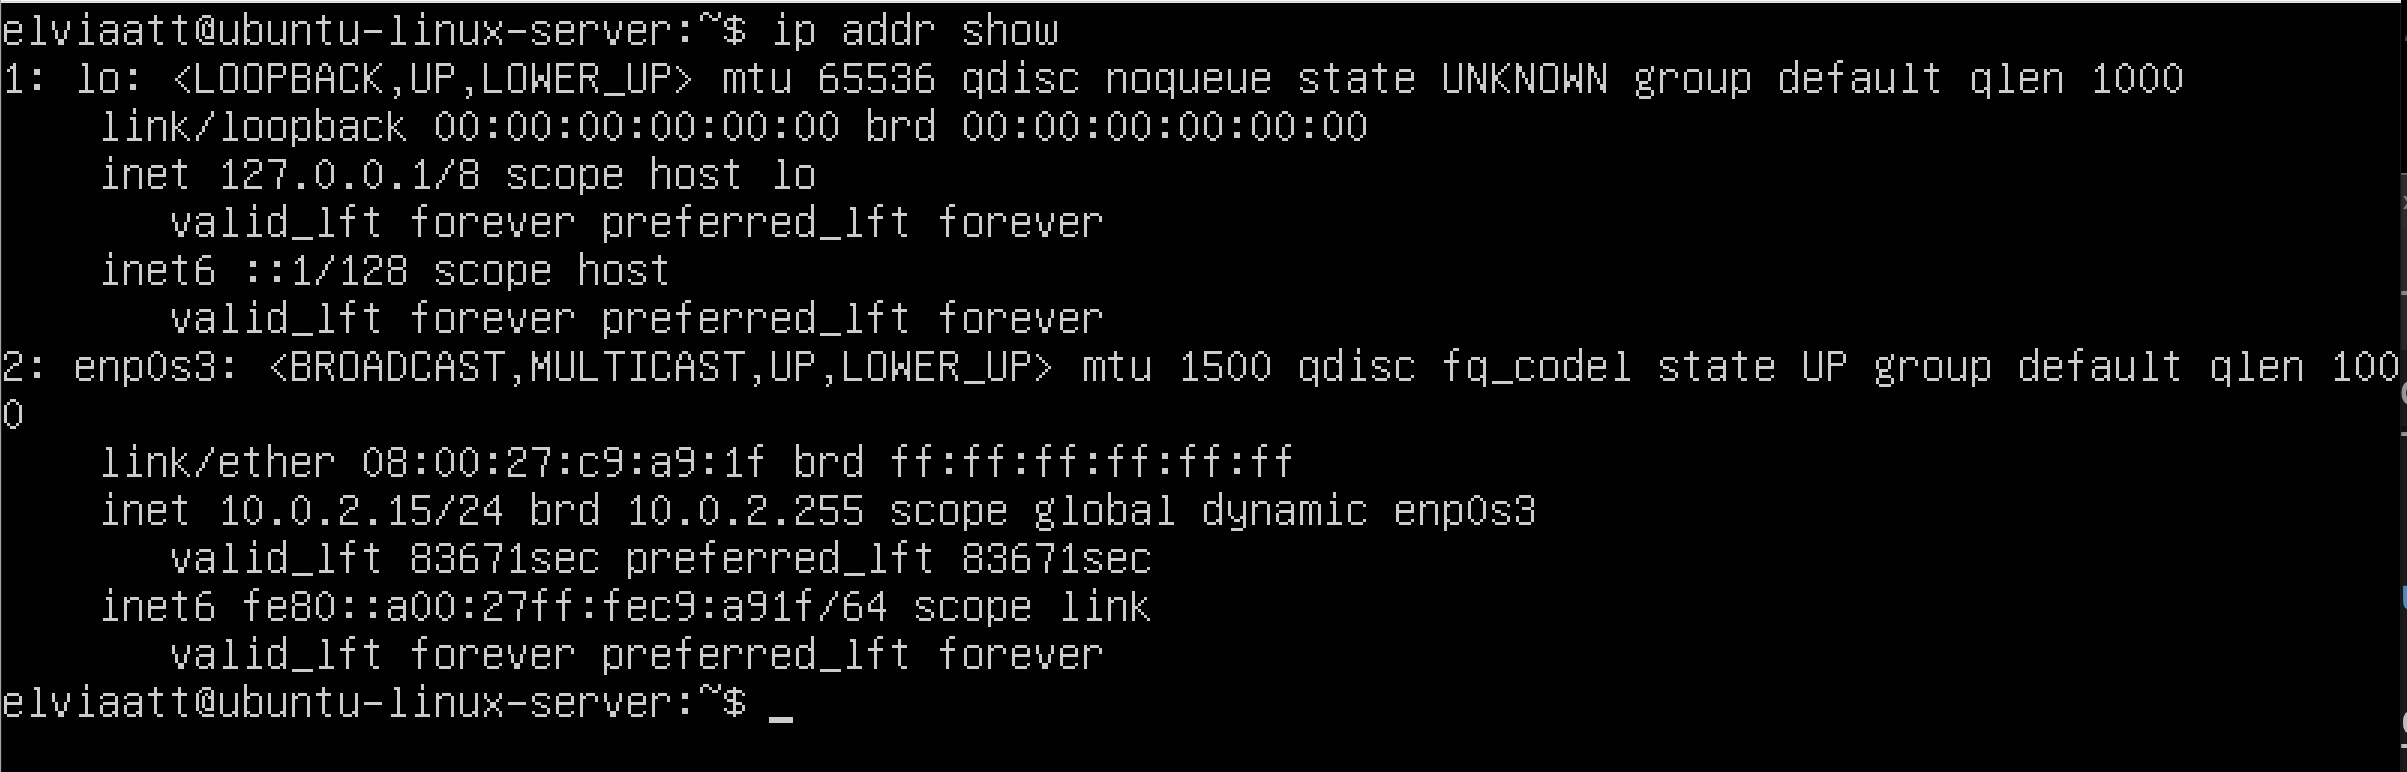 elviaatt@ubuntu-linux-server:~$ ip addr show
1: lo: <LOOPBACK,UP,LOWER_UP> mtu 65536 qdisc noqueue state UNKNOWN group default qlen 1000
    link/loopback 00:00:00:00:00:00 brd 00:00:00:00:00:00
    inet 127.0.0.1/8 scope host lo
       valid_lft forever preferred_lft forever
    inet6 ::1/128 scope host
       valid_lft forever preferred_lft forever
2: enp0s3: <BROADCAST,MULTICAST,UP,LOWER_UP> mtu 1500 qdisc fq_codel state UP group default qlen 100
0
    link/ether 08:00:27:c9:a9:1f brd ff:ff:ff:ff:ff:ff
    inet 10.0.2.15/24 brd 10.0.2.255 scope global dynamic enp0s3
       valid_lft 83671sec preferred_lft 83671sec
    inet6 fe80::a00:27ff:fec9:a91f/64 scope link
       valid_lft forever preferred_lft forever
elviaatt@ubuntu-linux-server:~$ _